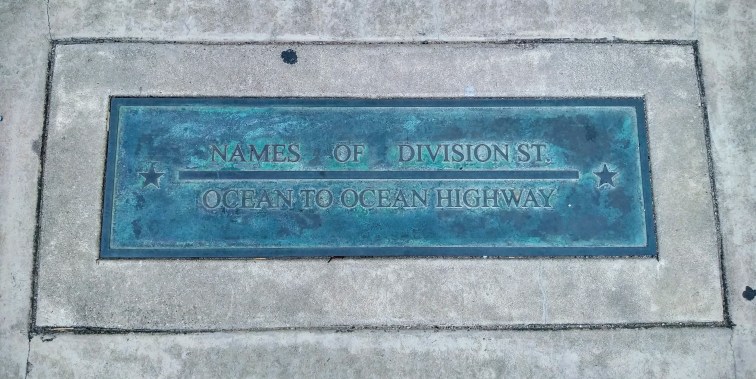 NAMES OF DIVISION ST.
OCEAN TO OCEAN HIGHWAY